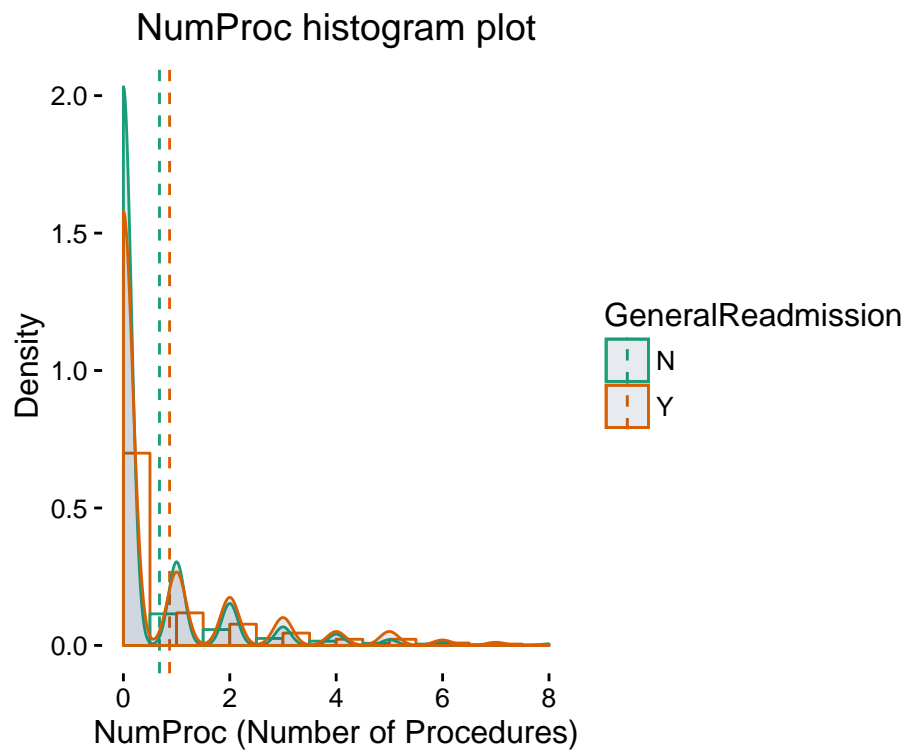 NumProc histogram plot
2.0
1.5
1.0
0.5
0.0
Density
0 2 4 6 8
NumProc (Number of Procedures)
GeneralReadmission
N
Y